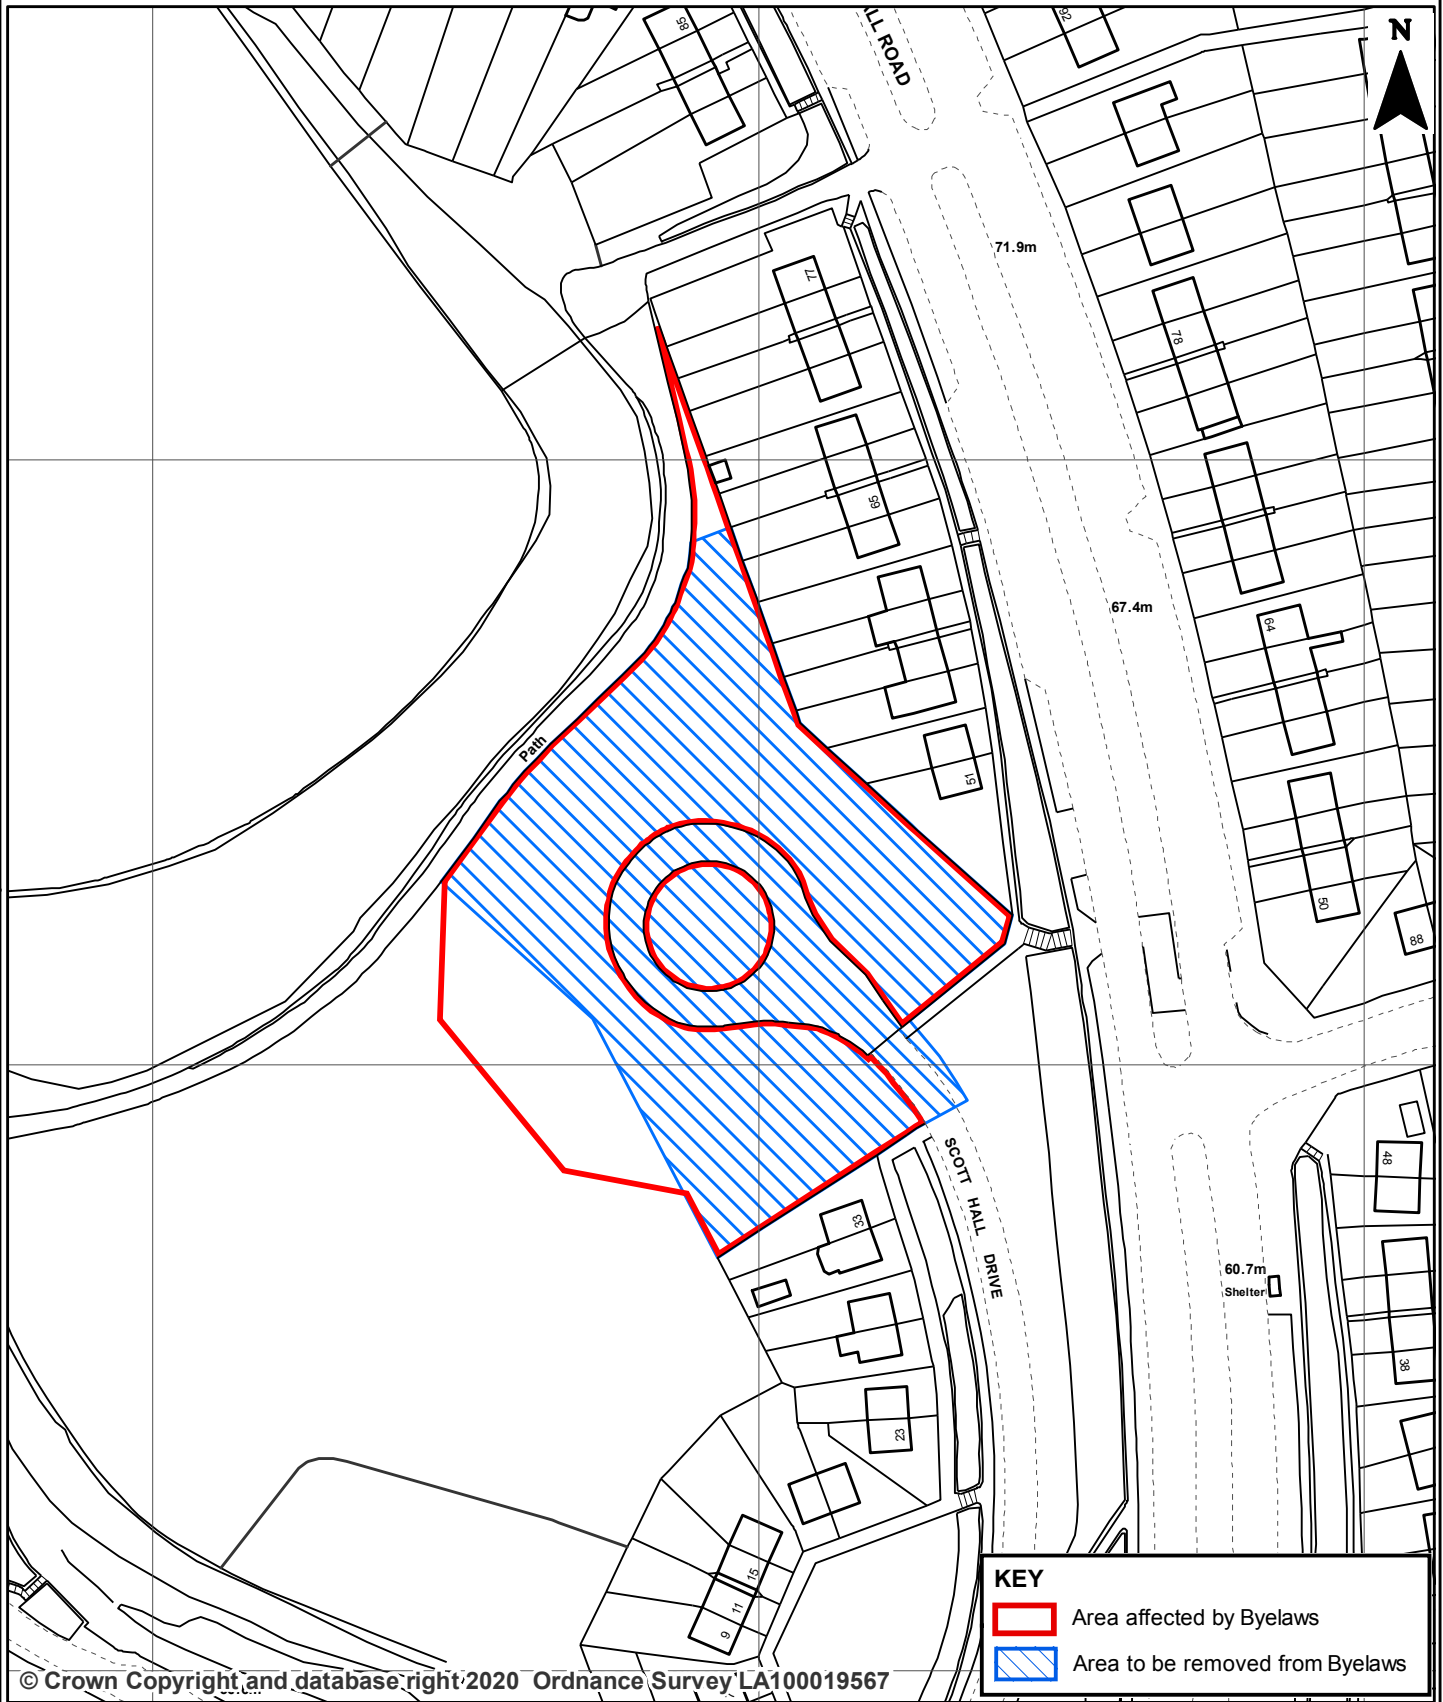 85
ALL ROAD
92
N
71.9m
77
78
65
67.4m
64
Path
51
50
88
SCOTT HALL DRIVE
48
33
60.7m
Shelter
38
23
15
11
9
KEY
Area affected by Byelaws
Area to be removed from Byelaws
© Crown Copyright and database right 2020 Ordnance Survey LA100019567